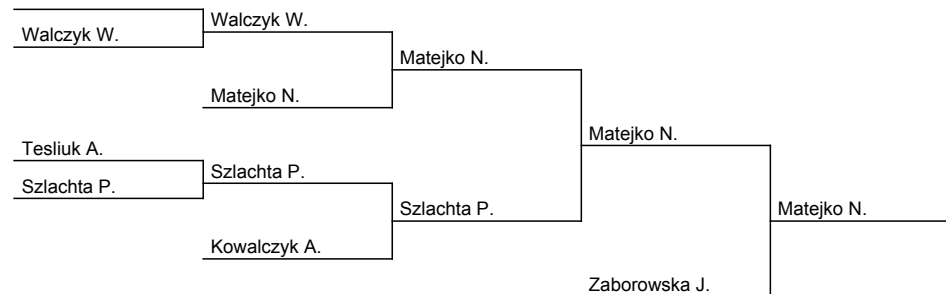 Walczyk W.
Walczyk W.
Matejko N.
Matejko N.
Tesliuk A.
Szlachta P.
Szlachta P.
Szlachta P.
Kowalczyk A.
Matejko N.
Matejko N.
Zaborowska J.